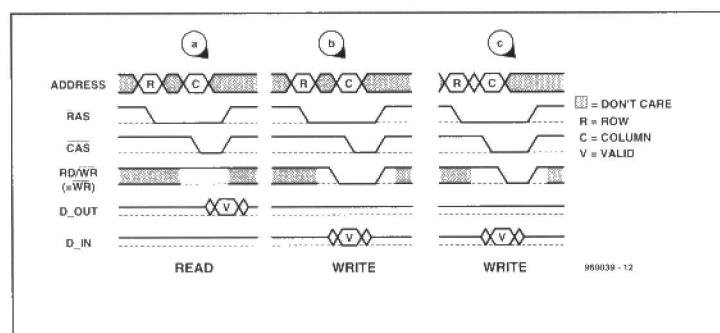 a b c
ADDRESS R C R C R C
RAS
CAS
RD/WR
(=WR)
D_OUT V
D_IN V V
READ WRITE WRITE
= DON'T CARE
R = ROW
C = COLUMN
V = VALID
960039 - 12